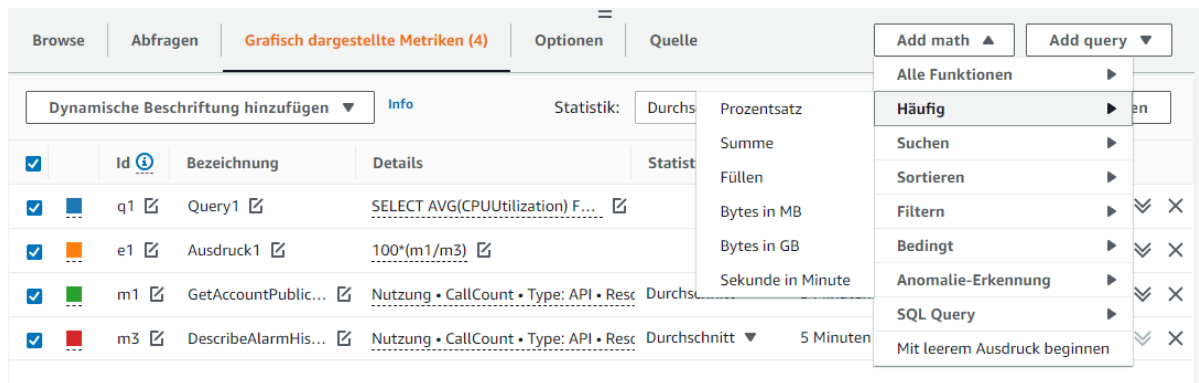 Browse Abfragen Grafisch dargestellte Metriken (4) Optionen Quelle Add math Add query
Alle Funktionen
Dynamische Beschriftung hinzufügen Info Statistik: Durchs Prozentsatz Häufig en
Summe Suchen
Id Bezeichnung Details Statist Füllen Sortieren
q1 Query1 SELECT AVG(CPUUtilization) F... Bytes in MB Filtern
e1 Ausdruck1 100*(m1/m3) Bytes in GB Bedingt
Sekunde in Minute Anomalie-Erkennung
m1 GetAccountPublic... Nutzung • CallCount • Type: API • Resc
SQL Query
m3 DescribeAlarmHis... Nutzung • CallCount • Type: API • Resc Durchschnitt 5 Minuten
Mit leerem Ausdruck beginnen